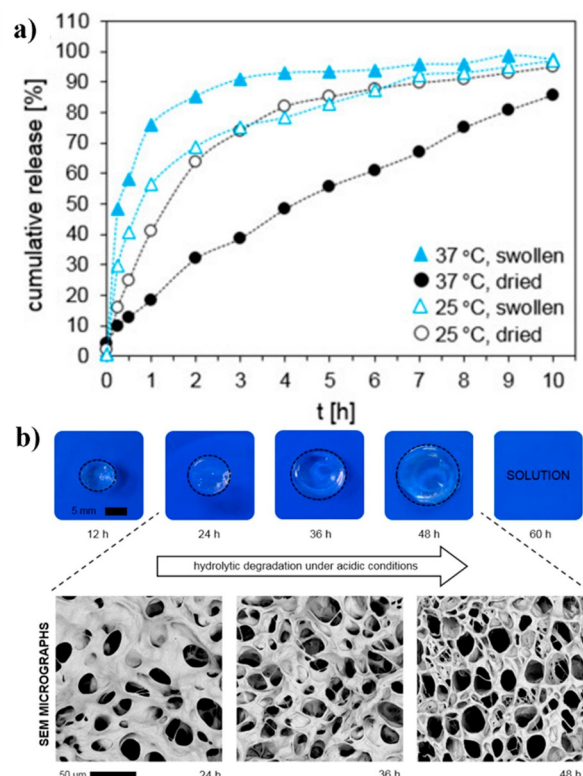 a)
110
100
90
80
70
60
50
40
30
20
10
0
cumulative release [%]
37 °C, swollen
37 °C, dried
25 °C, swollen
25 °C, dried
0 1 2 3 4 5 6 7 8 9 10
t [h]
b)
5 mm
SOLUTION
12 h 24 h 36 h 48 h 60 h
hydrolytic degradation under acidic conditions
SEM MICROGRAPHS
50 µm 24 h 36 h 48 h